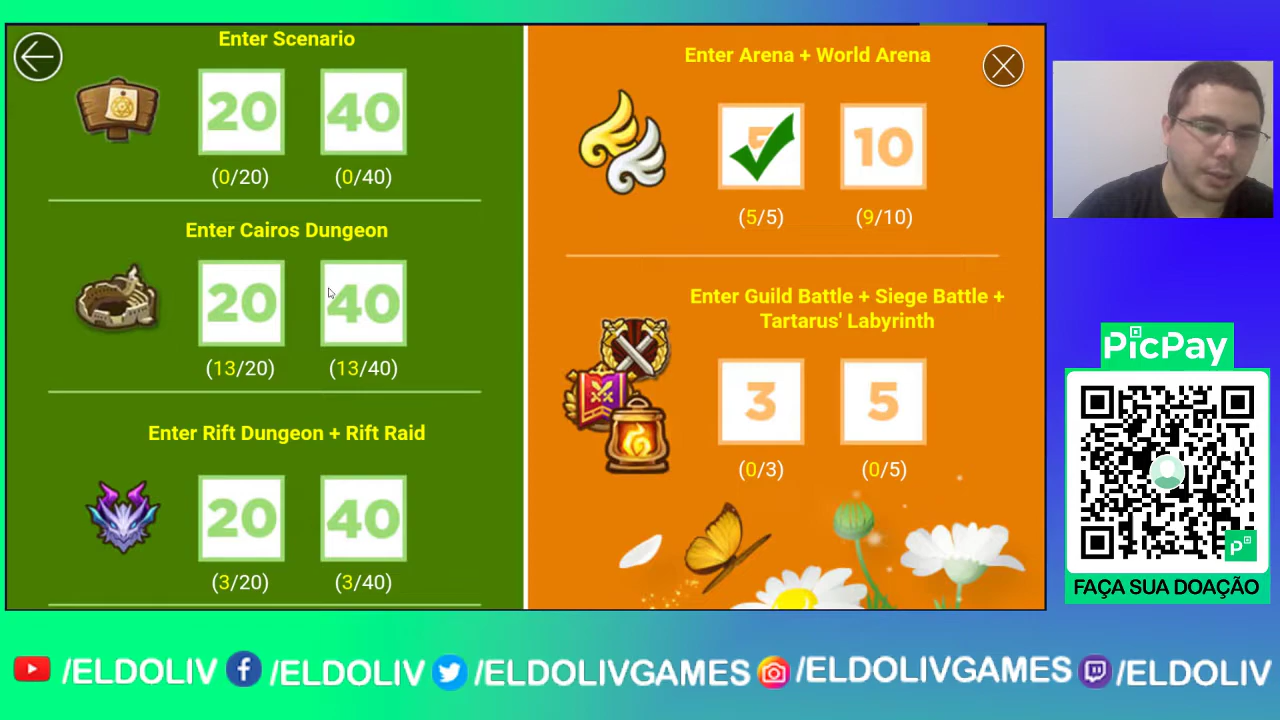 Enter Scenario
20 40
(0/20) (0/40)
Enter Cairos Dungeon
20 40
(13/20) (13/40)
Enter Rift Dungeon + Rift Raid
20 40
(3/20) (3/40)
Enter Arena + World Arena
5 10
(5/5) (9/10)
Enter Guild Battle + Siege Battle +
Tartarus' Labyrinth
3 5
(0/3) (0/5)
PicPay
FAÇA SUA DOAÇÃO
/ELDOLIV /ELDOLIV /ELDOLIVGAMES /ELDOLIVGAMES /ELDOLIV